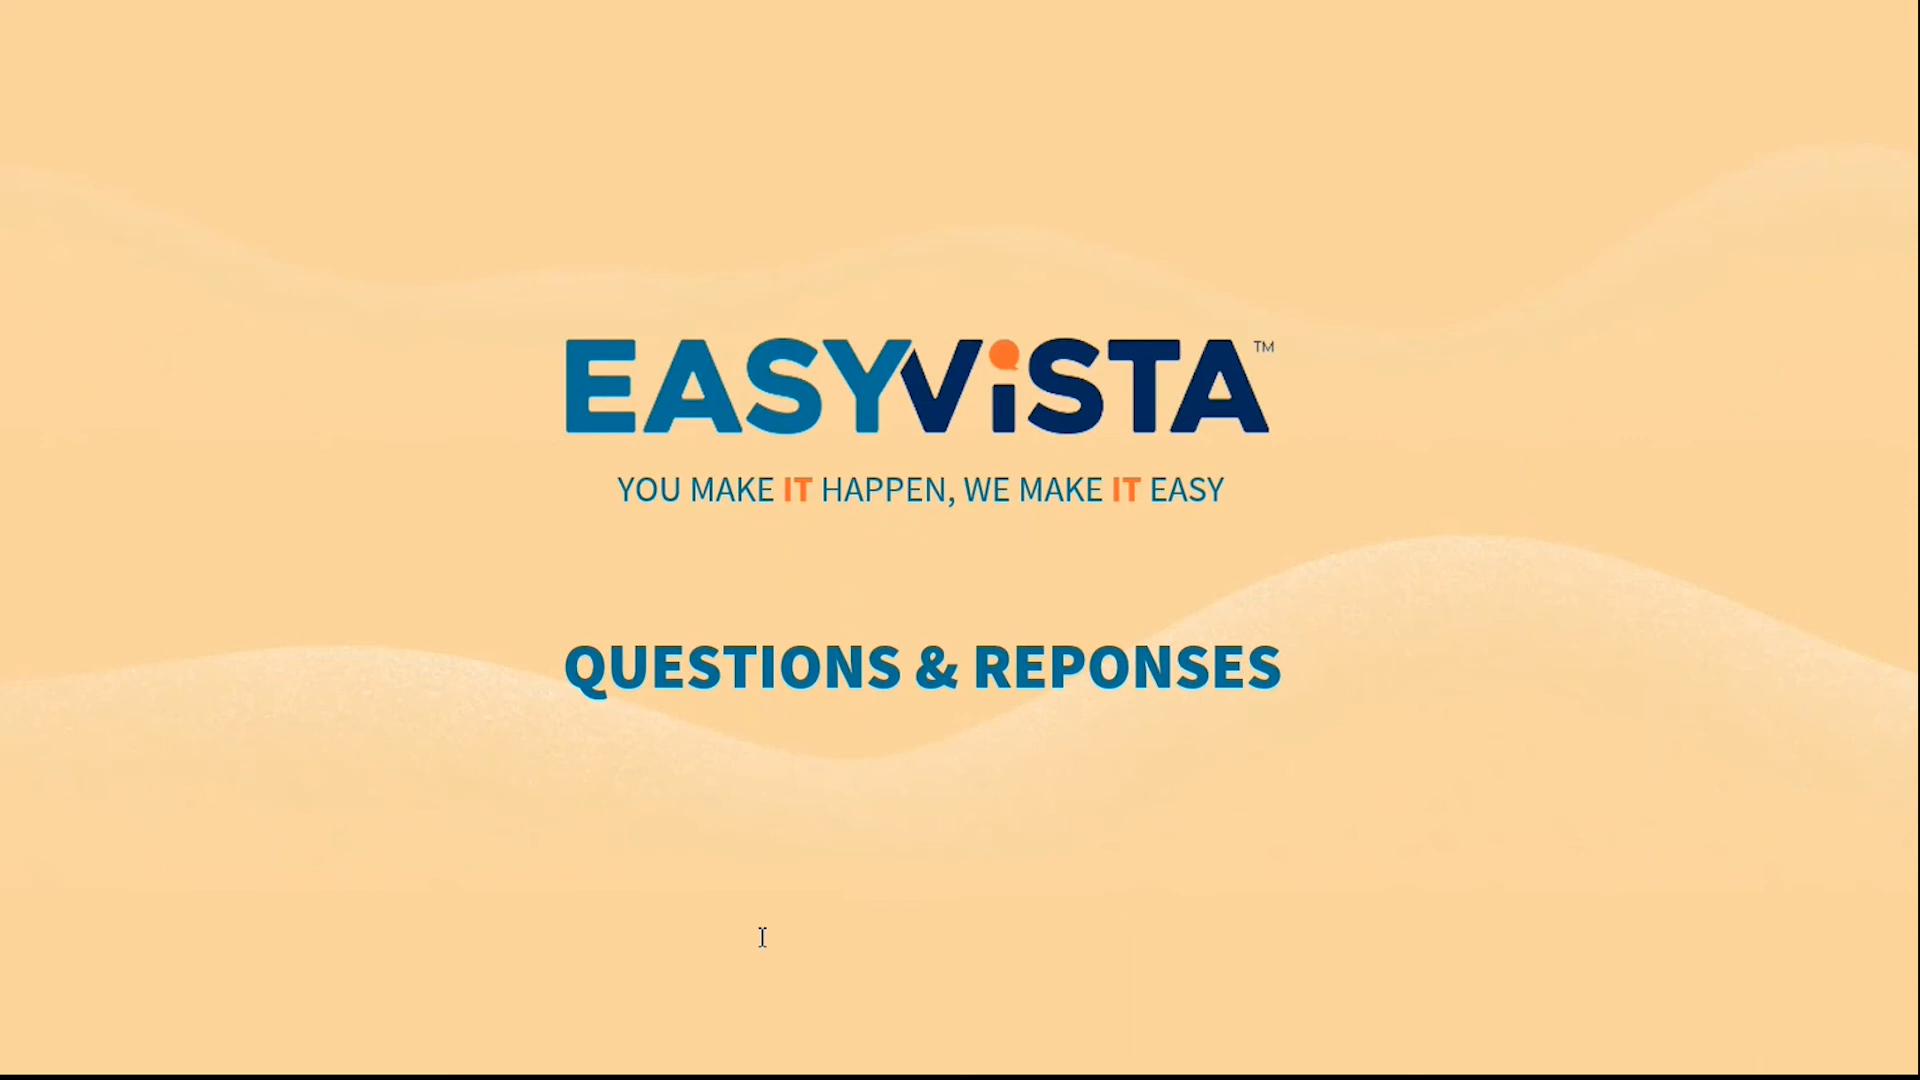 EASYViSTA™
YOU MAKE IT HAPPEN, WE MAKE IT EASY
QUESTIONS & REPONSES